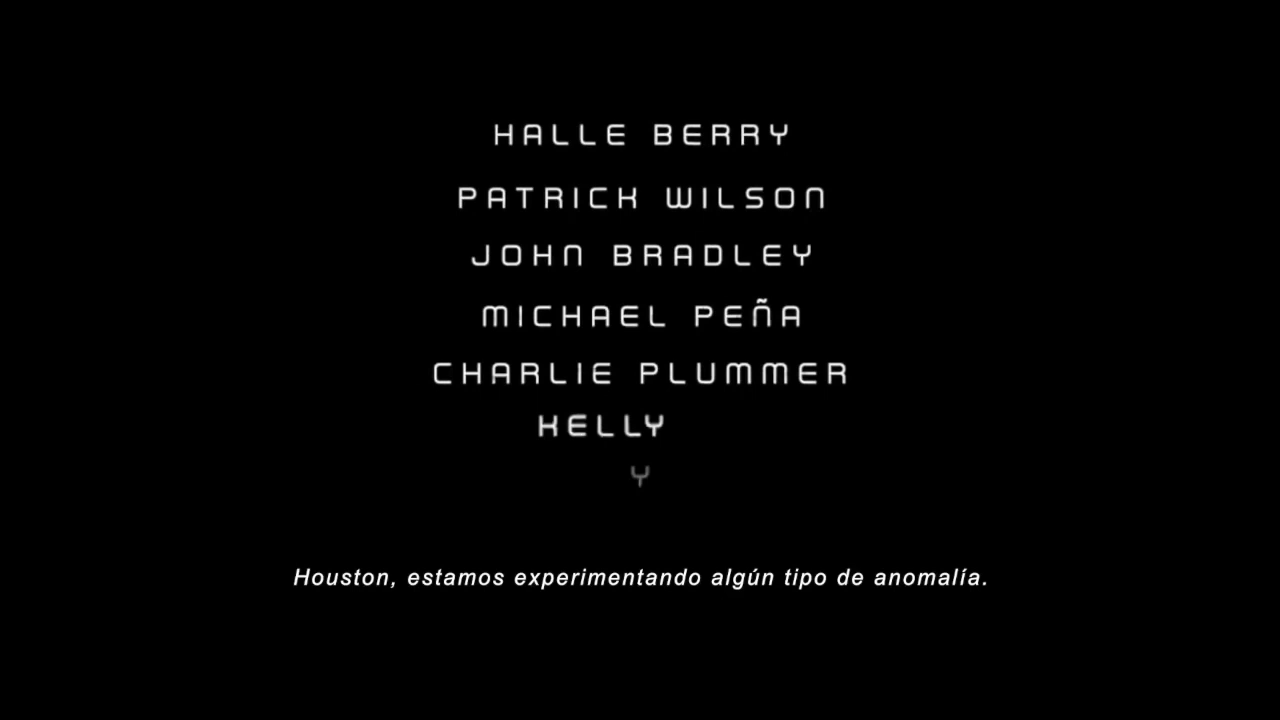 HALLE BERRY
PATRICK WILSON
JOHN BRADLEY
MICHAEL PEÑA
CHARLIE PLUMMER
KELLY
Y
Houston, estamos experimentando algún tipo de anomalía.